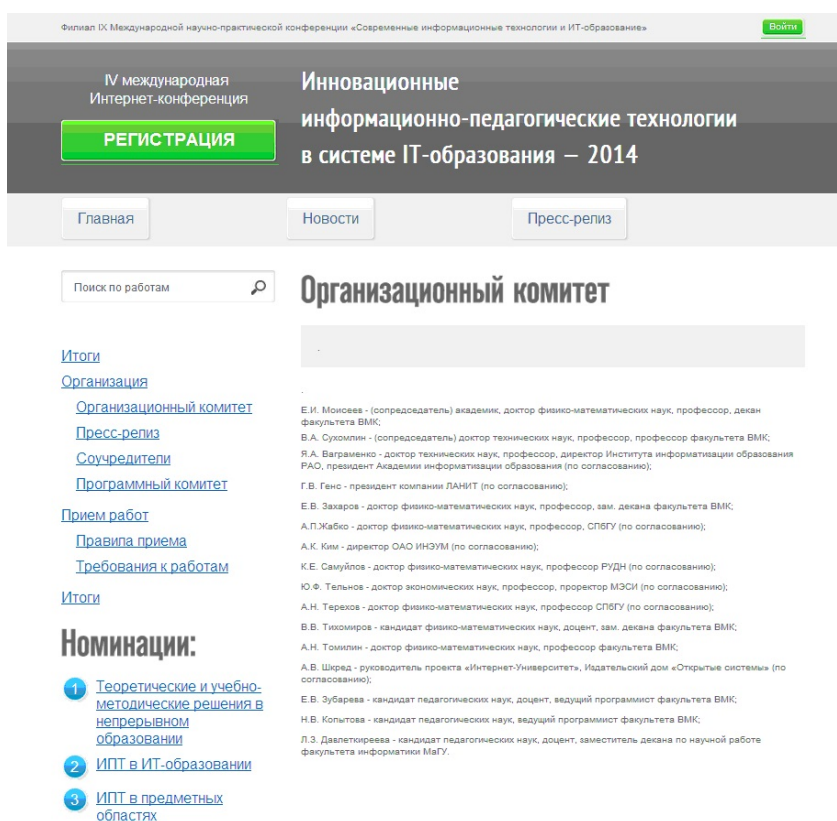 Филиал IX Международной научно-практической конференции «Современные информационные технологии и ИТ-образование»
Войти
IV международная
Интернет-конференция
РЕГИСТРАЦИЯ
Инновационные
информационно-педагогические технологии
в системе IT-образования – 2014
Главная
Новости
Пресс-релиз
Поиск по работам
Итоги
Организация
Организационный комитет
Пресс-релиз
Соучредители
Программный комитет
Прием работ
Правила приема
Требования к работам
Итоги
Номинации:
1 Теоретические и учебно-
методические решения в
непрерывном
образовании
2 ИПТ в ИТ-образовании
3 ИПТ в предметных
областях
Организационный комитет
.
.
Е.И. Моисеев - (сопредседатель) академик, доктор физико-математических наук, профессор, декан
факультета ВМК;
В.А. Сухомлин - (сопредседатель) доктор технических наук, профессор, профессор факультета ВМК;
Я.А. Ваграменко - доктор технических наук, профессор, директор Института информатизации образования
РАО, президент Академии информатизации образования (по согласованию);
Г.В. Генс - президент компании ЛАНИТ (по согласованию);
Е.В. Захаров - доктор физико-математических наук, профессор, зам. декана факультета ВМК;
А.П.Жабко - доктор физико-математических наук, профессор, СПбГУ (по согласованию);
А.К. Ким - директор ОАО ИНЭУМ (по согласованию);
К.Е. Самуйлов - доктор физико-математических наук, профессор РУДН (по согласованию);
Ю.Ф. Тельнов - доктор экономических наук, профессор, проректор МЭСИ (по согласованию);
А.Н. Терехов - доктор физико-математических наук, профессор СПбГУ (по согласованию);
В.В. Тихомиров - кандидат физико-математических наук, доцент, зам. декана факультета ВМК;
А.Н. Томилин - доктор физико-математических наук, профессор факультета ВМК;
А.В. Шкред - руководитель проекта «Интернет-Университет», Издательский дом «Открытые системы» (по
согласованию);
Е.В. Зубарева - кандидат педагогических наук, доцент, ведущий программист факультета ВМК;
Н.В. Копытова - кандидат педагогических наук, ведущий программист факультета ВМК;
Л.З. Давлеткиреева - кандидат педагогических наук, доцент, заместитель декана по научной работе
факультета информатики МаГУ.